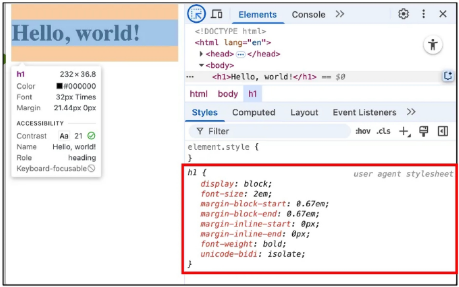 Hello, world!
h1 232 × 36.8
Color #000000
Font 32px Times
Margin 21.44px 0px
ACCESSIBILITY
Contrast Aa 21
Name Hello, world!
Role heading
Keyboard-focusable
Elements Console
<!DOCTYPE html>
<html lang="en">
<head> ⋯ </head>
<body>
⋯ <h1>Hello, world!</h1> == $0
html body h1
Styles Computed Layout Event Listeners
Filter :hov .cls
element.style {
}
h1 { user agent stylesheet
display: block;
font-size: 2em;
margin-block-start: 0.67em;
margin-block-end: 0.67em;
margin-inline-start: 0px;
margin-inline-end: 0px;
font-weight: bold;
unicode-bidi: isolate;
}